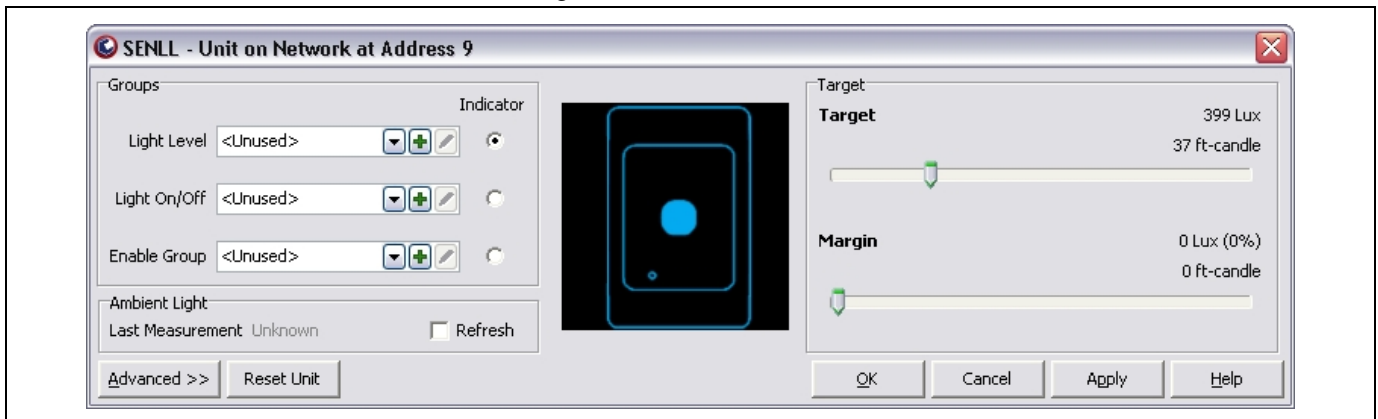 SENLL - Unit on Network at Address 9
Groups
Indicator
Light Level <Unused>
Light On/Off <Unused>
Enable Group <Unused>
Ambient Light
Last Measurement Unknown Refresh
Target
Target 399 Lux
37 ft-candle
Margin 0 Lux (0%)
0 ft-candle
Advanced >> Reset Unit OK Cancel Apply Help